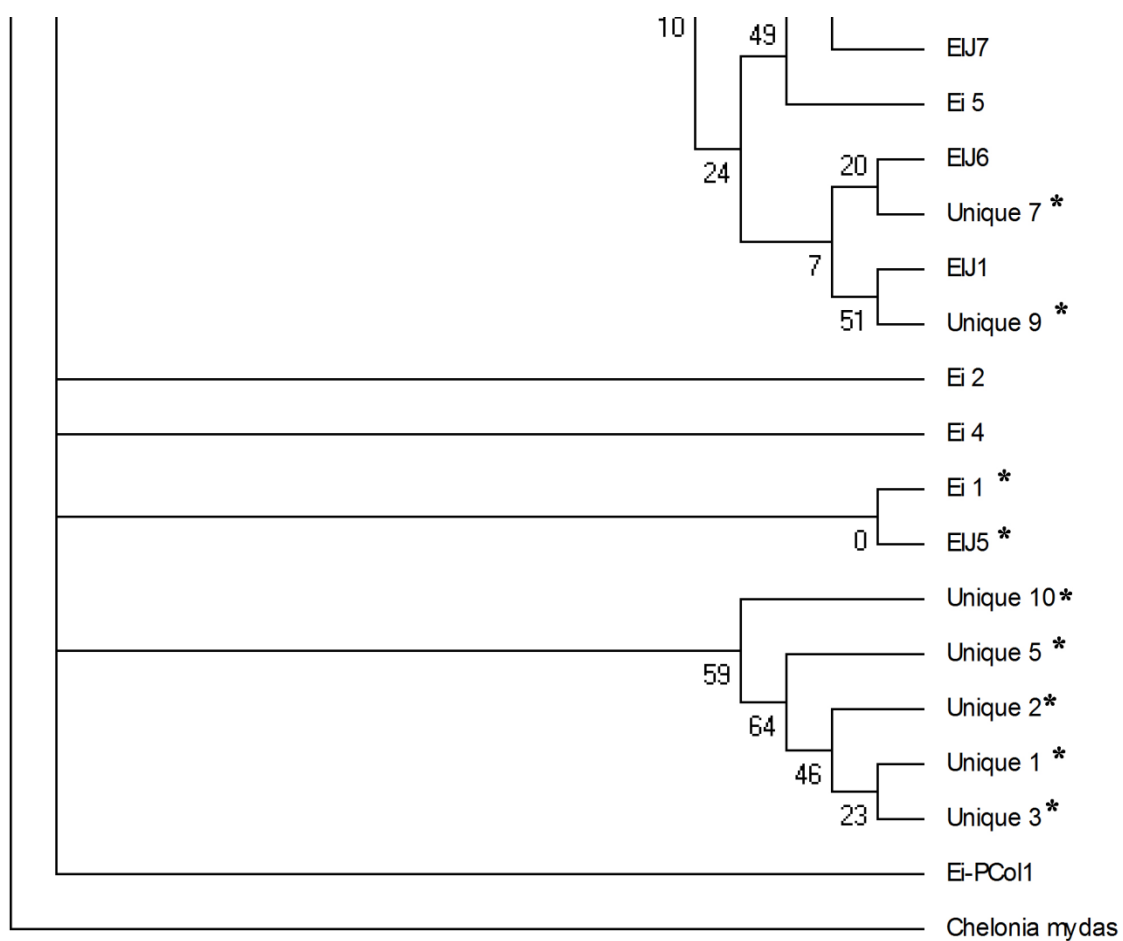 10
49
EIJ7
Ei 5
24
20
EIJ6
Unique 7 *
7
EIJ1
51
Unique 9 *
Ei 2
Ei 4
Ei 1 *
0
EIJ5 *
Unique 10 *
59
Unique 5 *
64
Unique 2 *
46
Unique 1 *
23
Unique 3 *
Ei-PCol1
Chelonia mydas